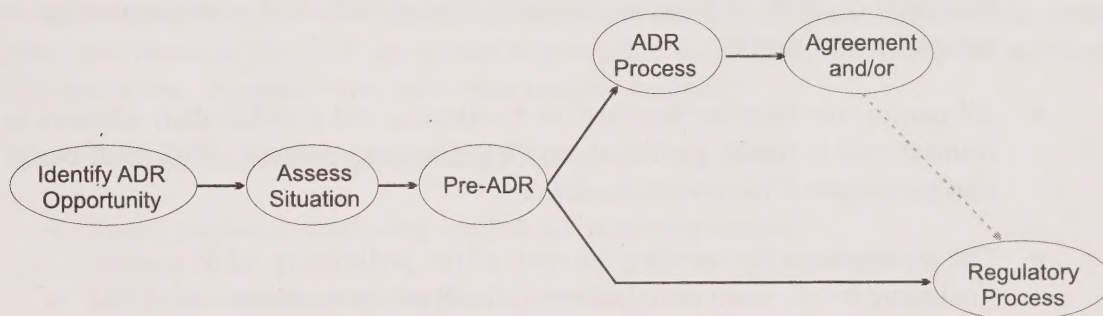 Identify ADR
Opportunity
Assess
Situation
Pre-ADR
ADR
Process
Agreement
and/or
Regulatory
Process